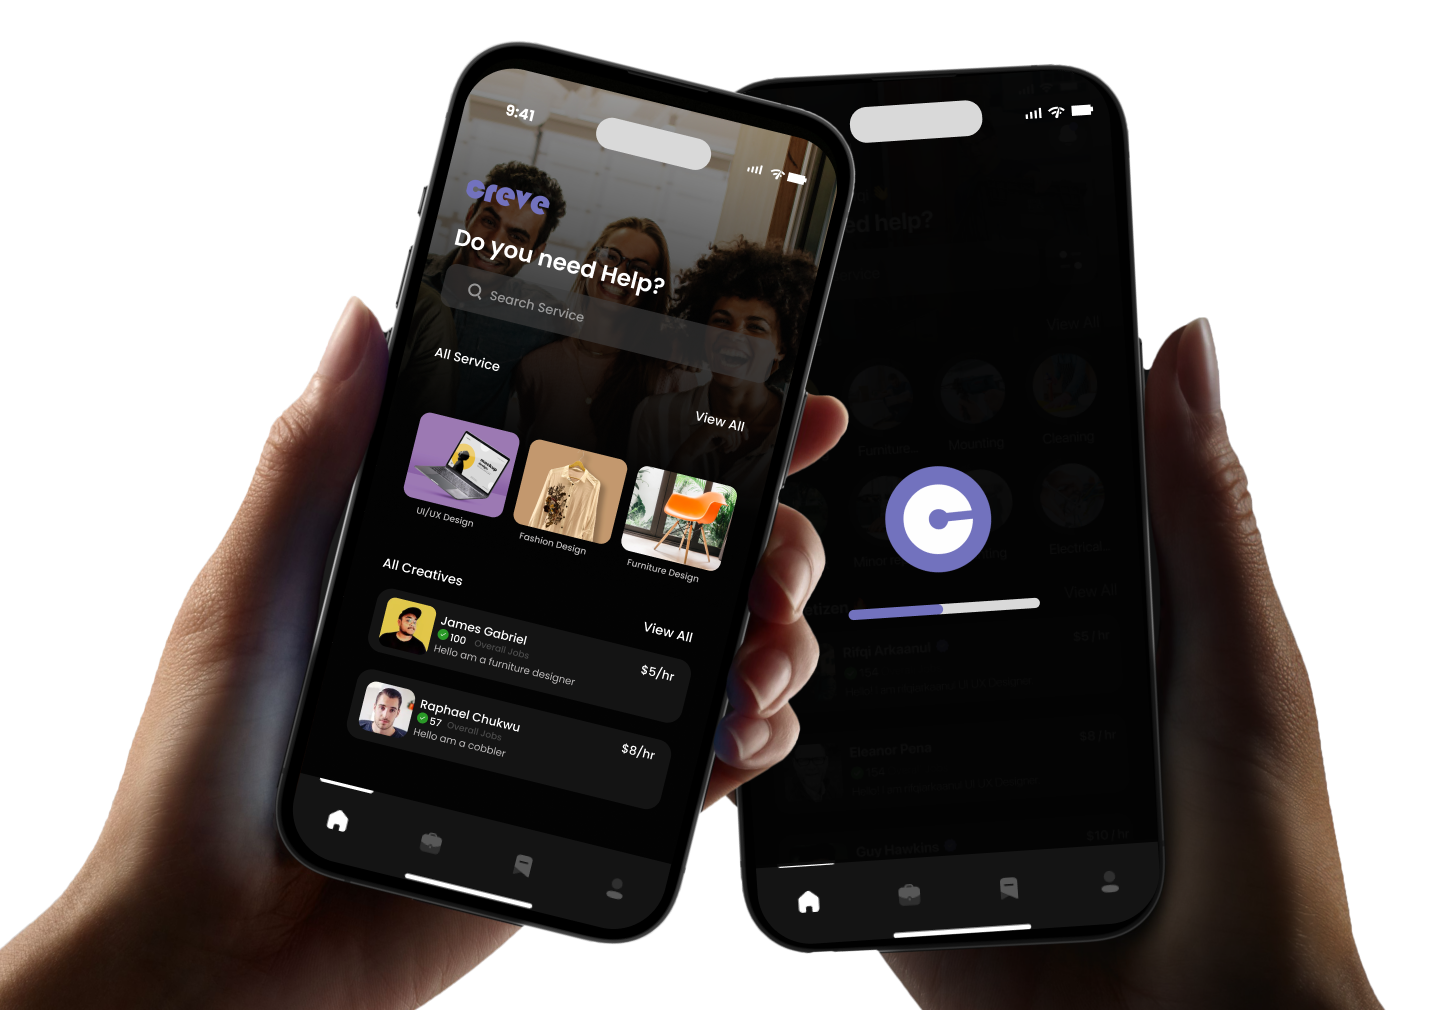 9:41
creve
Do you need Help?
Search Service
All Service
View All
UI/UX Design
Fashion Design
Furniture Design
All Creatives
View All
James Gabriel
100 Overall Jobs
Hello am a furniture designer
$5/hr
Raphael Chukwu
57 Overall Jobs
Hello am a cobbler
$8/hr
ed help?
View All
Furniture...
Mounting
Cleaning
Electrical...
View All
$5/hr
154
Eleanor Pena
$8/hr
154
Guy Hawkins
$10/hr